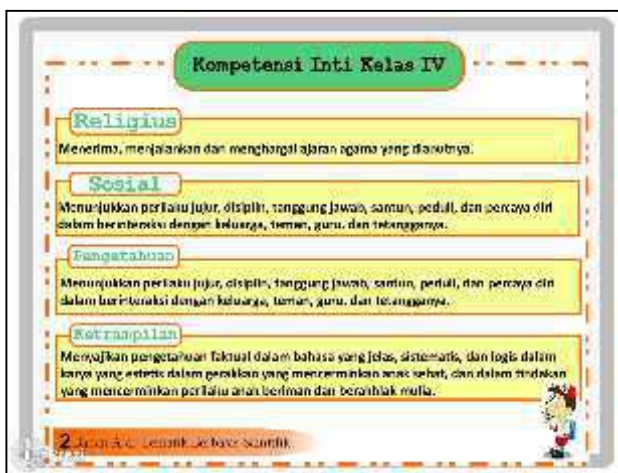 Kompetensi Inti Kelas IV
Religius
Menerima, menjalankan dan menghargai ajaran agama yang dianutnya.
Sosial
Menunjukkan perilaku jujur, disiplin, tanggung jawab, santun, peduli, dan percaya diri
dalam berinteraksi dengan keluarga, teman, guru, dan tetangganya.
Pengetahuan
Menunjukkan perilaku jujur, disiplin, tanggung jawab, santun, peduli, dan percaya diri
dalam berinteraksi dengan keluarga, teman, guru, dan tetangganya.
Ketrampilan
Menyajikan pengetahuan faktual dalam bahasa yang jelas, sistematis, dan logis dalam
karya yang estetis dalam gerakkan yang mencerminkan anak sehat, dan dalam tindakan
yang mencerminkan perilaku anak beriman dan berakhlak mulia.
2